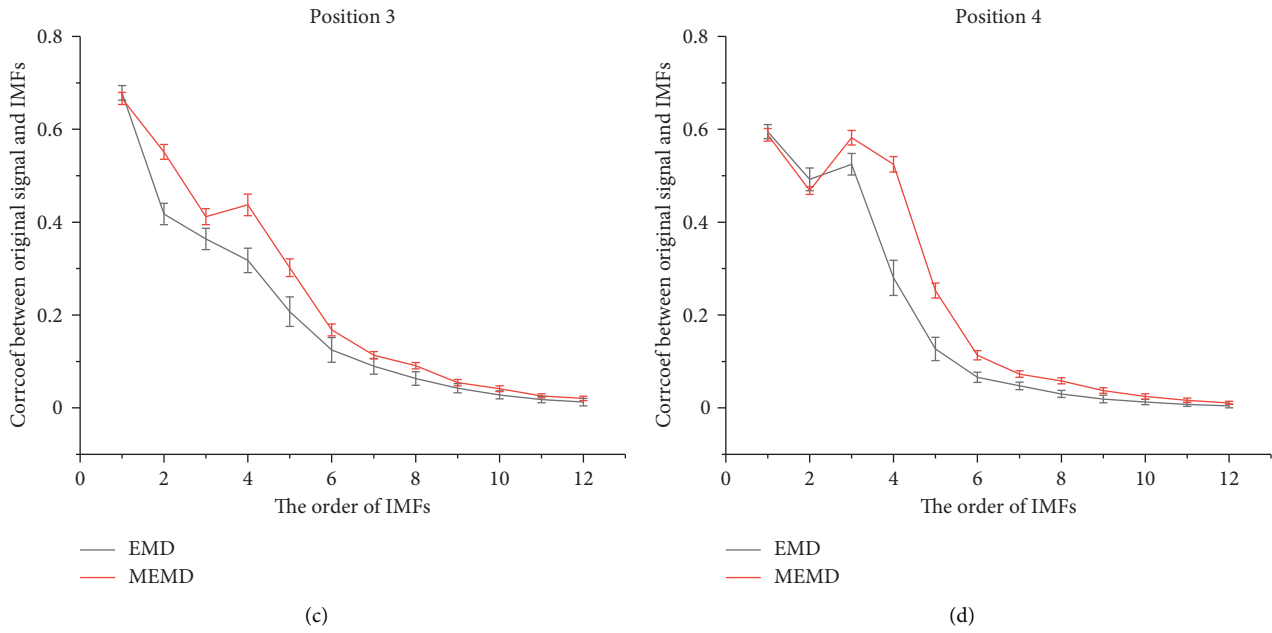 Position 3
0.8
0.6
0.4
0.2
0
Corrcoef between original signal and IMFs
0 2 4 6 8 10 12
The order of IMFs
EMD
MEMD
(c)
Position 4
0.8
0.6
0.4
0.2
0
Corrcoef between original signal and IMFs
0 2 4 6 8 10 12
The order of IMFs
EMD
MEMD
(d)